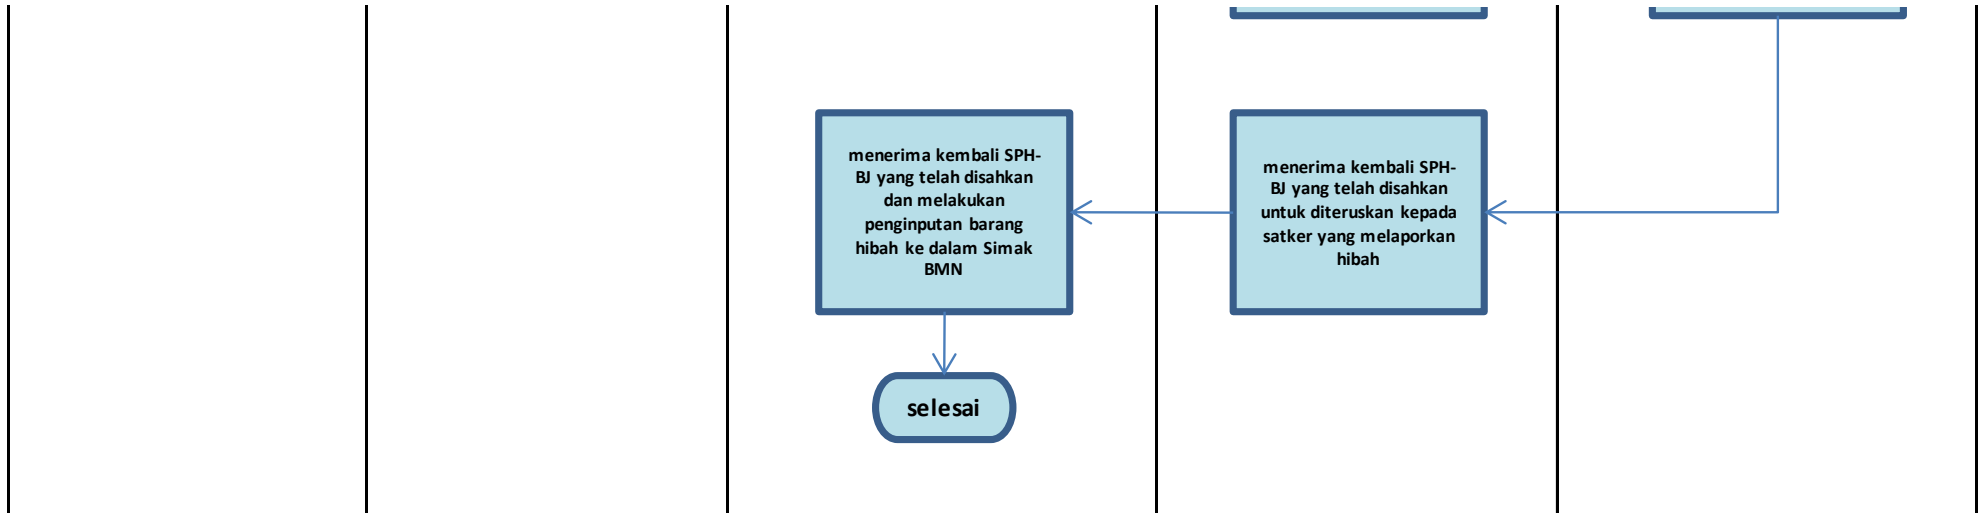 menerima kembali SPH-
BJ yang telah disahkan
dan melakukan
penginputan barang
hibah ke dalam Simak
BMN
menerima kembali SPH-
BJ yang telah disahkan
untuk diteruskan kepada
satker yang melaporkan
hibah
selesai